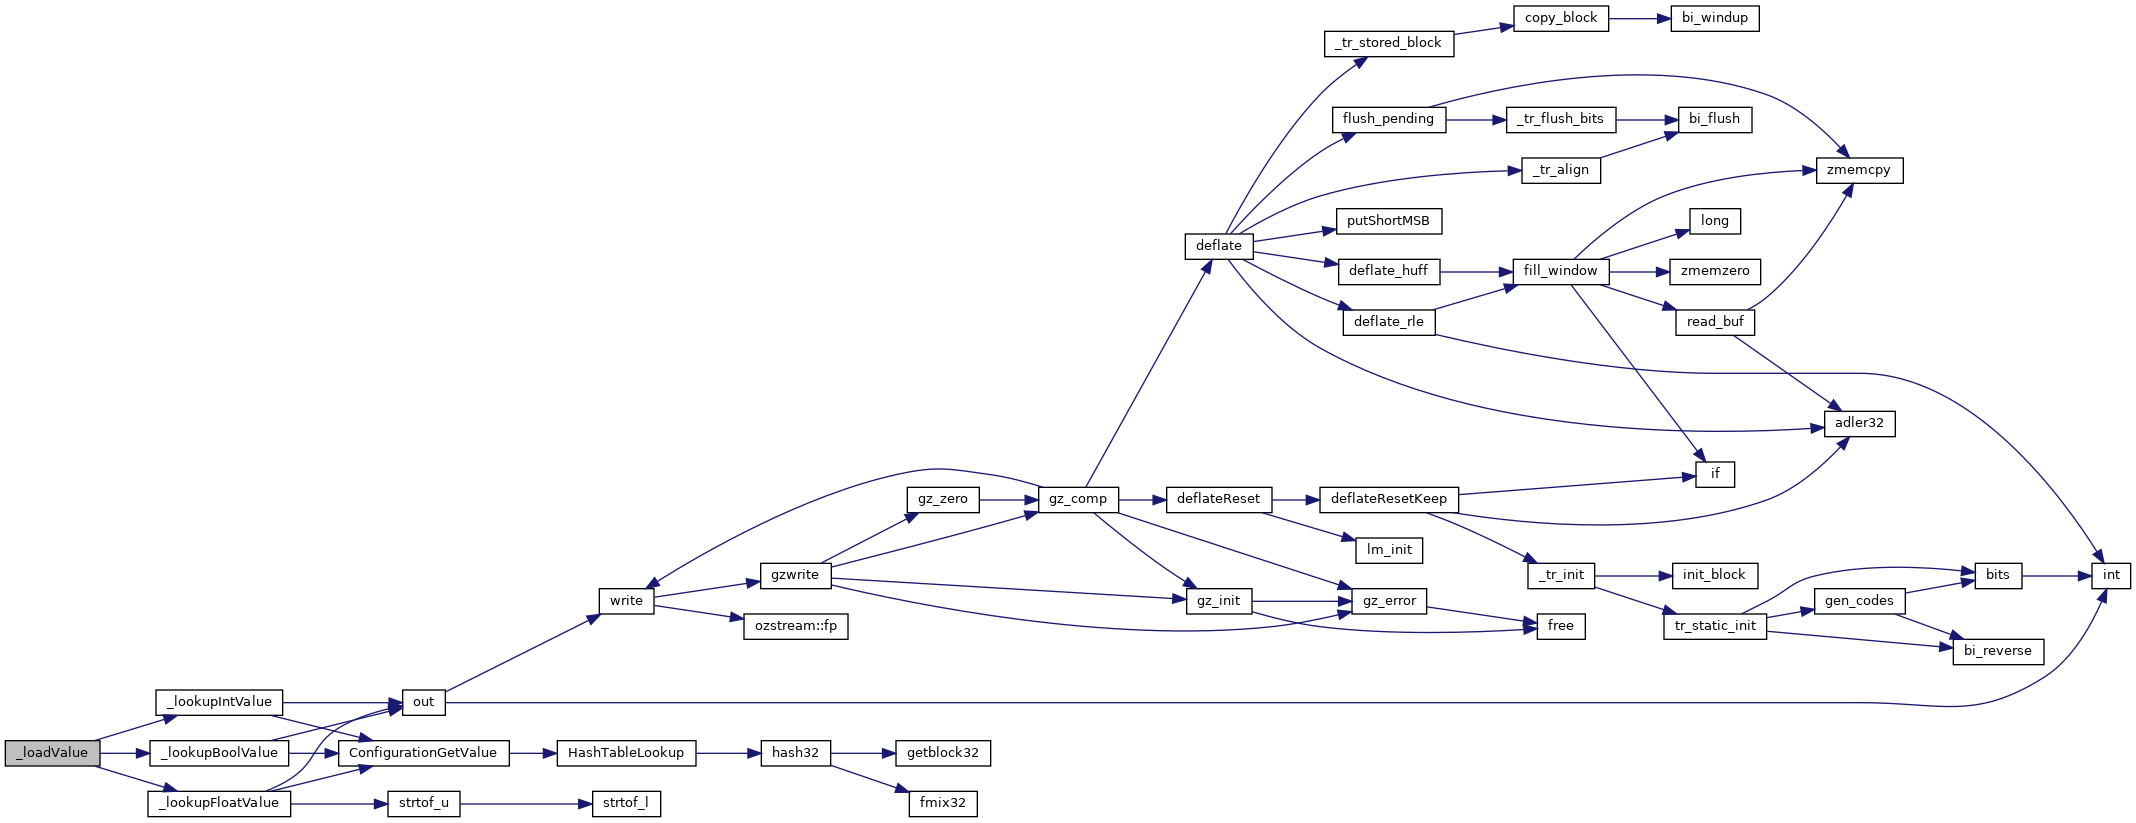 copy_block
bi_windup
_tr_stored_block
flush_pending
_tr_flush_bits
bi_flush
_tr_align
zmemcpy
putShortMSB
long
deflate
deflate_huff
fill_window
zmemzero
deflate_rle
read_buf
adler32
if
gz_zero
gz_comp
deflateReset
deflateResetKeep
lm_init
gzwrite
_tr_init
init_block
bits
int
write
gz_init
gz_error
gen_codes
ozstream::fp
free
tr_static_init
bi_reverse
_lookupIntValue
out
_loadValue
_lookupBoolValue
ConfigurationGetValue
HashTableLookup
hash32
getblock32
_lookupFloatValue
strtof_u
strtof_l
fmix32